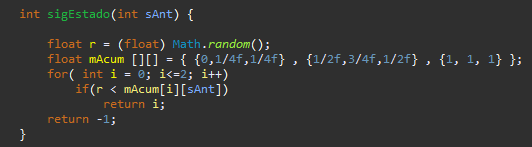 int sigEstado(int sAnt) {
float r = (float) Math.random();
float mAcum [][] = { {0,1/4f,1/4f} , {1/2f,3/4f,1/2f} , {1, 1, 1} };
for( int i = 0; i<=2; i++)
if(r < mAcum[i][sAnt])
return i;
return -1;
}